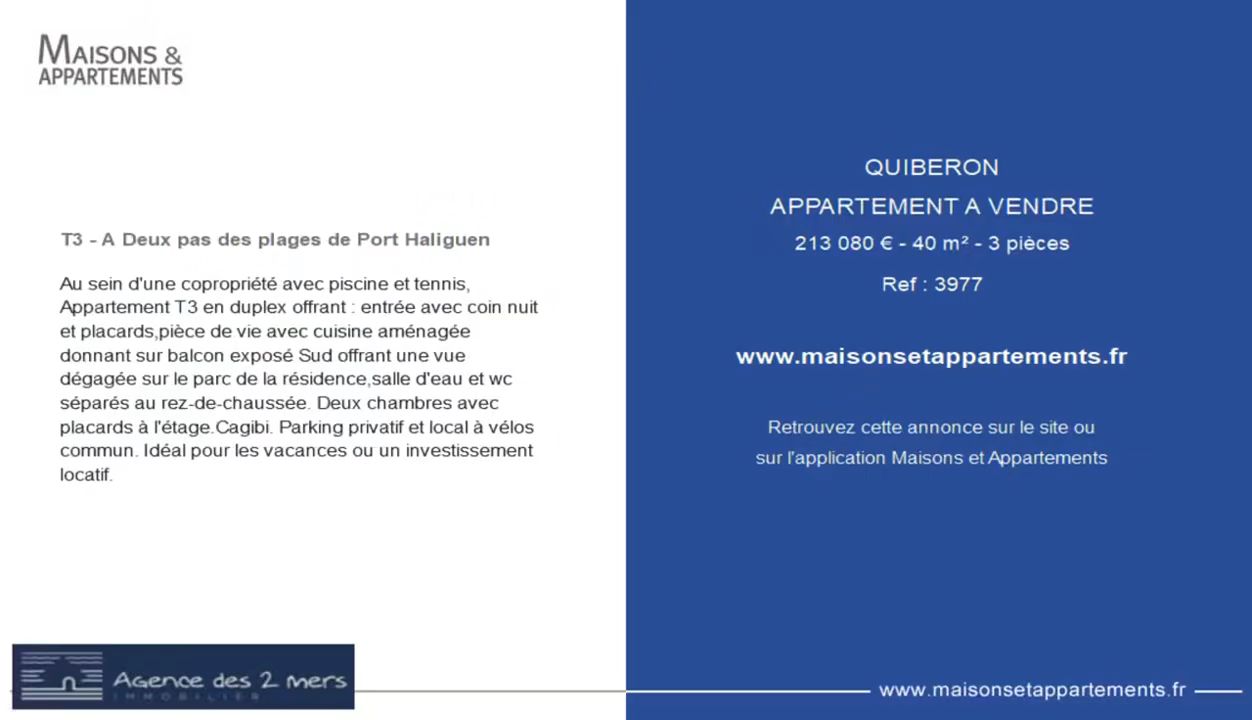 MAISONS &
APPARTEMENTS
T3 - A Deux pas des plages de Port Haliguen
Au sein d'une copropriété avec piscine et tennis,
Appartement T3 en duplex offrant : entrée avec coin nuit
et placards,pièce de vie avec cuisine aménagée
donnant sur balcon exposé Sud offrant une vue
dégagée sur le parc de la résidence,salle d'eau et wc
séparés au rez-de-chaussée. Deux chambres avec
placards à l'étage.Cagibi. Parking privatif et local à vélos
commun. Idéal pour les vacances ou un investissement
locatif.
Agence des 2 mers
IMMOBILIER
QUIBERON
APPARTEMENT A VENDRE
213 080 € - 40 m² - 3 pièces
Ref : 3977
www.maisonsetappartements.fr
Retrouvez cette annonce sur le site ou
sur l'application Maisons et Appartements
www.maisonsetappartements.fr